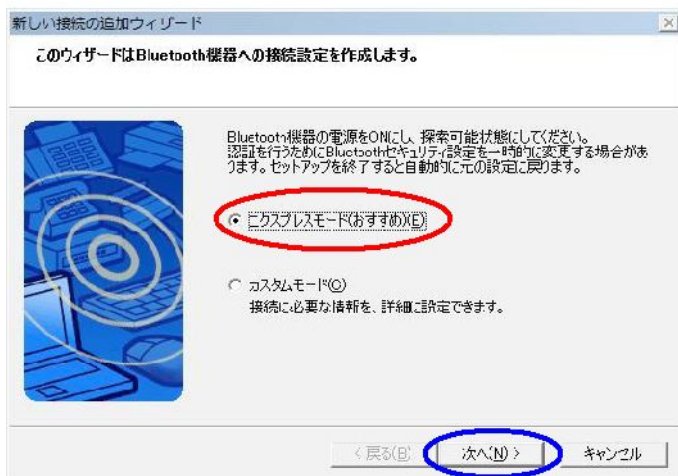 新しい接続の追加ウィザード
このウィザードはBluetooth機器への接続設定を作成します。
Bluetooth機器の電源をONにし、探索可能状態にしてください。
認証を行うためにBluetoothセキュリティ設定を一時的に変更する場合があ
ります。セットアップを終了すると自動的に元の設定に戻ります。
エクスプレスモード(おすすめ)(E)
カスタムモード(O)
接続に必要な情報を、詳細に設定できます。
< 戻る(B)
次へ(N) >
キャンセル